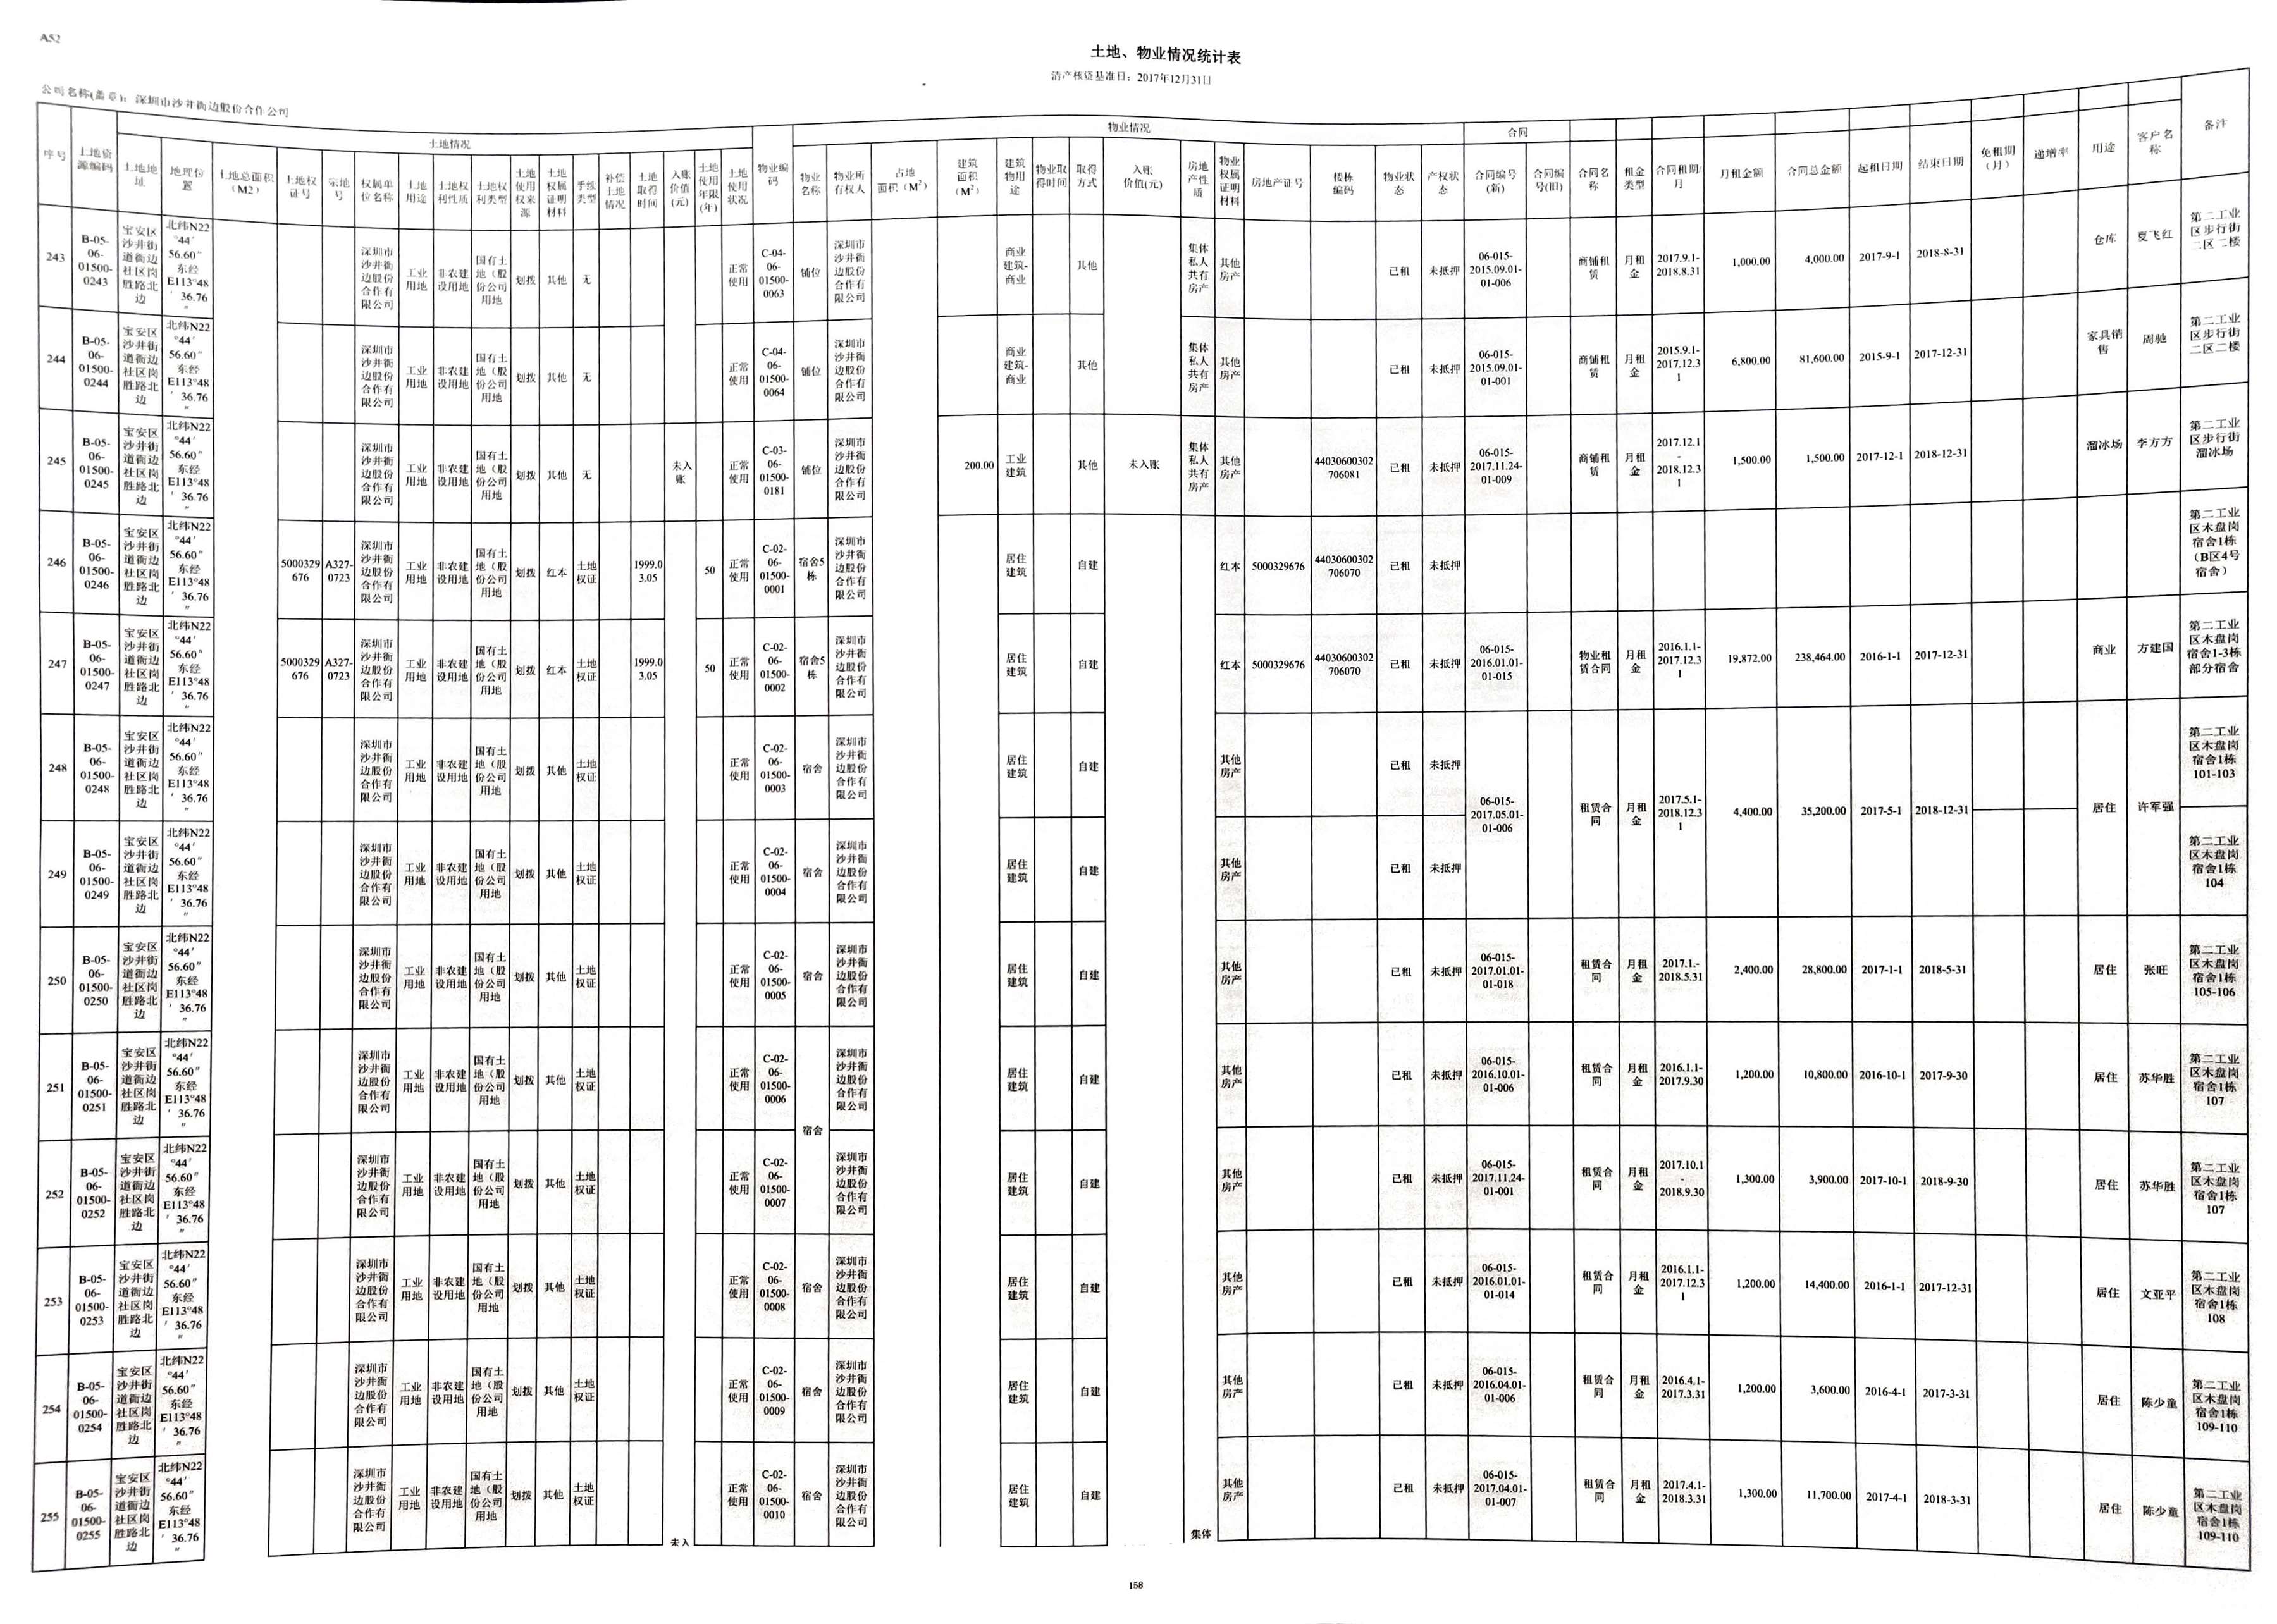 A52
土地、物业情况统计表
清产核资基准日：2017年12月31日
公司名称(盖章)：深圳市沙井衙边股份合作公司
土地情况 物业情况 合同
序号 土地资源编码 土地地址 地理位置 土地总面积（M2） 土地权证号 宗地号 权属单位名称 土地用途 土地权利性质 土地权利类型 土地使用权来源 土地权属证明材料 手续类型 补偿土地情况 土地取得时间 入账价值(元) 土地使用年限(年) 土地使用状况 物业编码 物业名称 物业所有权人 占地面积（M²） 建筑面积（M²） 建筑物用途 物业取得时间 取得方式 入账价值(元) 房地产性质 物业权属证明材料 房地产证号 楼栋编码 物业状态 产权状态 合同编号(新) 合同编号(旧) 合同名称 租金类型 合同租期/月 月租金额 合同总金额 起租日期 结束日期 免租期（月） 递增率 用途 客户名称 备注
243 B-05-06-01500-0243 宝安区沙井街道衙边社区岗胜路北边 北纬N22°44′56.60″东经E113°48′36.76″ 深圳市沙井衙边股份合作有限公司 工业用地 非农建设用地 国有土地（股份公司用地 划拨 其他 无 正常使用 C-04-06-01500-0063 铺位 深圳市沙井衙边股份合作有限公司 商业建筑-商业 其他 集体私人共有房产 其他房产 已租 未抵押 06-015-2015.09.01-01-006 商铺租赁 月租金 2017.9.1-2018.8.31 1,000.00 4,000.00 2017-9-1 2018-8-31 仓库 夏飞红 第二工业区步行街二区二楼
244 B-05-06-01500-0244 宝安区沙井街道衙边社区岗胜路北边 北纬N22°44′56.60″东经E113°48′36.76″ 深圳市沙井衙边股份合作有限公司 工业用地 非农建设用地 国有土地（股份公司用地 划拨 其他 无 正常使用 C-04-06-01500-0064 铺位 深圳市沙井衙边股份合作有限公司 商业建筑-商业 其他 集体私人共有房产 其他房产 已租 未抵押 06-015-2015.09.01-01-001 商铺租赁 月租金 2015.9.1-2017.12.31 6,800.00 81,600.00 2015-9-1 2017-12-31 家具销售 周驰 第二工业区步行街二区二楼
245 B-05-06-01500-0245 宝安区沙井街道衙边社区岗胜路北边 北纬N22°44′56.60″东经E113°48′36.76″ 深圳市沙井衙边股份合作有限公司 工业用地 非农建设用地 国有土地（股份公司用地 划拨 其他 无 未入账 正常使用 C-03-06-01500-0181 铺位 深圳市沙井衙边股份合作有限公司 200.00 工业建筑 其他 未入账 集体私人共有房产 其他房产 44030600302706081 已租 未抵押 06-015-2017.11.24-01-009 商铺租赁 月租金 2017.12.1-2018.12.31 1,500.00 1,500.00 2017-12-1 2018-12-31 溜冰场 李方方 第二工业区步行街溜冰场
246 B-05-06-01500-0246 宝安区沙井街道衙边社区岗胜路北边 北纬N22°44′56.60″东经E113°48′36.76″ 5000329676 A327-0723 深圳市沙井衙边股份合作有限公司 工业用地 非农建设用地 国有土地（股份公司用地 划拨 红本 土地权证 1999.03.05 50 正常使用 C-02-06-01500-0001 宿舍5栋 深圳市沙井衙边股份合作有限公司 居住建筑 自建 红本 5000329676 44030600302706070 已租 未抵押 第二工业区木盘岗宿舍1栋（B区4号宿舍）
247 B-05-06-01500-0247 宝安区沙井街道衙边社区岗胜路北边 北纬N22°44′56.60″东经E113°48′36.76″ 5000329676 A327-0723 深圳市沙井衙边股份合作有限公司 工业用地 非农建设用地 国有土地（股份公司用地 划拨 红本 土地权证 1999.03.05 50 正常使用 C-02-06-01500-0002 宿舍5栋 深圳市沙井衙边股份合作有限公司 居住建筑 自建 红本 5000329676 44030600302706070 已租 未抵押 06-015-2016.01.01-01-015 物业租赁合同 月租金 2016.1.1-2017.12.31 19,872.00 238,464.00 2016-1-1 2017-12-31 商业 方建国 第二工业区木盘岗宿舍1-3栋部分宿舍
248 B-05-06-01500-0248 宝安区沙井街道衙边社区岗胜路北边 北纬N22°44′56.60″东经E113°48′36.76″ 深圳市沙井衙边股份合作有限公司 工业用地 非农建设用地 国有土地（股份公司用地 划拨 其他 土地权证 正常使用 C-02-06-01500-0003 宿舍 深圳市沙井衙边股份合作有限公司 居住建筑 自建 其他房产 已租 未抵押 06-015-2017.05.01-01-006 租赁合同 月租金 2017.5.1-2018.12.31 4,400.00 35,200.00 2017-5-1 2018-12-31 居住 许军强 第二工业区木盘岗宿舍1栋101-103
249 B-05-06-01500-0249 宝安区沙井街道衙边社区岗胜路北边 北纬N22°44′56.60″东经E113°48′36.76″ 深圳市沙井衙边股份合作有限公司 工业用地 非农建设用地 国有土地（股份公司用地 划拨 其他 土地权证 正常使用 C-02-06-01500-0004 宿舍 深圳市沙井衙边股份合作有限公司 居住建筑 自建 其他房产 已租 未抵押 第二工业区木盘岗宿舍1栋104
250 B-05-06-01500-0250 宝安区沙井街道衙边社区岗胜路北边 北纬N22°44′56.60″东经E113°48′36.76″ 深圳市沙井衙边股份合作有限公司 工业用地 非农建设用地 国有土地（股份公司用地 划拨 其他 土地权证 正常使用 C-02-06-01500-0005 宿舍 深圳市沙井衙边股份合作有限公司 居住建筑 自建 其他房产 已租 未抵押 06-015-2017.01.01-01-018 租赁合同 月租金 2017.1.-2018.5.31 2,400.00 28,800.00 2017-1-1 2018-5-31 居住 张旺 第二工业区木盘岗宿舍1栋105-106
251 B-05-06-01500-0251 宝安区沙井街道衙边社区岗胜路北边 北纬N22°44′56.60″东经E113°48′36.76″ 深圳市沙井衙边股份合作有限公司 工业用地 非农建设用地 国有土地（股份公司用地 划拨 其他 土地权证 正常使用 C-02-06-01500-0006 宿舍 深圳市沙井衙边股份合作有限公司 居住建筑 自建 其他房产 已租 未抵押 06-015-2016.10.01-01-006 租赁合同 月租金 2016.1.1-2017.9.30 1,200.00 10,800.00 2016-10-1 2017-9-30 居住 苏华胜 第二工业区木盘岗宿舍1栋107
252 B-05-06-01500-0252 宝安区沙井街道衙边社区岗胜路北边 北纬N22°44′56.60″东经E113°48′36.76″ 深圳市沙井衙边股份合作有限公司 工业用地 非农建设用地 国有土地（股份公司用地 划拨 其他 土地权证 正常使用 C-02-06-01500-0007 深圳市沙井衙边股份合作有限公司 居住建筑 自建 其他房产 已租 未抵押 06-015-2017.11.24-01-001 租赁合同 月租金 2017.10.1-2018.9.30 1,300.00 3,900.00 2017-10-1 2018-9-30 居住 苏华胜 第二工业区木盘岗宿舍1栋107
253 B-05-06-01500-0253 宝安区沙井街道衙边社区岗胜路北边 北纬N22°44′56.60″东经E113°48′36.76″ 深圳市沙井衙边股份合作有限公司 工业用地 非农建设用地 国有土地（股份公司用地 划拨 其他 土地权证 正常使用 C-02-06-01500-0008 宿舍 深圳市沙井衙边股份合作有限公司 居住建筑 自建 其他房产 已租 未抵押 06-015-2016.01.01-01-014 租赁合同 月租金 2016.1.1-2017.12.31 1,200.00 14,400.00 2016-1-1 2017-12-31 居住 文亚平 第二工业区木盘岗宿舍1栋108
254 B-05-06-01500-0254 宝安区沙井街道衙边社区岗胜路北边 北纬N22°44′56.60″东经E113°48′36.76″ 深圳市沙井衙边股份合作有限公司 工业用地 非农建设用地 国有土地（股份公司用地 划拨 其他 土地权证 正常使用 C-02-06-01500-0009 宿舍 深圳市沙井衙边股份合作有限公司 居住建筑 自建 其他房产 已租 未抵押 06-015-2016.04.01-01-006 租赁合同 月租金 2016.4.1-2017.3.31 1,200.00 3,600.00 2016-4-1 2017-3-31 居住 陈少童 第二工业区木盘岗宿舍1栋109-110
255 B-05-06-01500-0255 宝安区沙井街道衙边社区岗胜路北边 北纬N22°44′56.60″东经E113°48′36.76″ 深圳市沙井衙边股份合作有限公司 工业用地 非农建设用地 国有土地（股份公司用地 划拨 其他 土地权证 未入 正常使用 C-02-06-01500-0010 宿舍 深圳市沙井衙边股份合作有限公司 居住建筑 自建 集体 其他房产 已租 未抵押 06-015-2017.04.01-01-007 租赁合同 月租金 2017.4.1-2018.3.31 1,300.00 11,700.00 2017-4-1 2018-3-31 居住 陈少童 第二工业区木盘岗宿舍1栋109-110
158